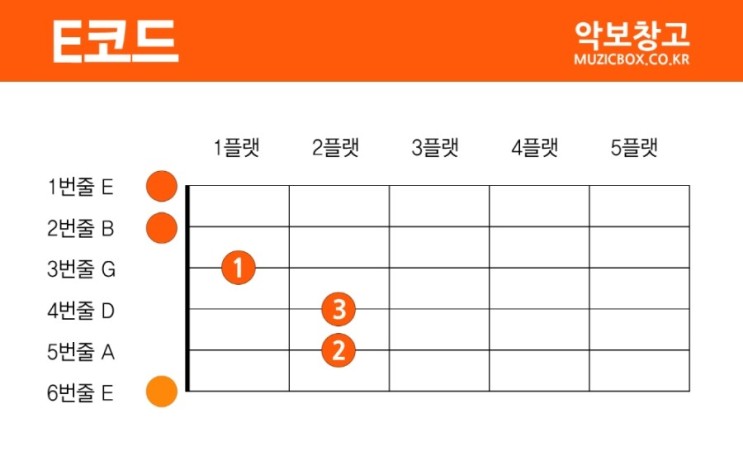 E코드
악보창고
MUZICBOX.CO.KR
1플랫 2플랫 3플랫 4플랫 5플랫
1번줄 E
2번줄 B
3번줄 G 1
4번줄 D 3
5번줄 A 2
6번줄 E